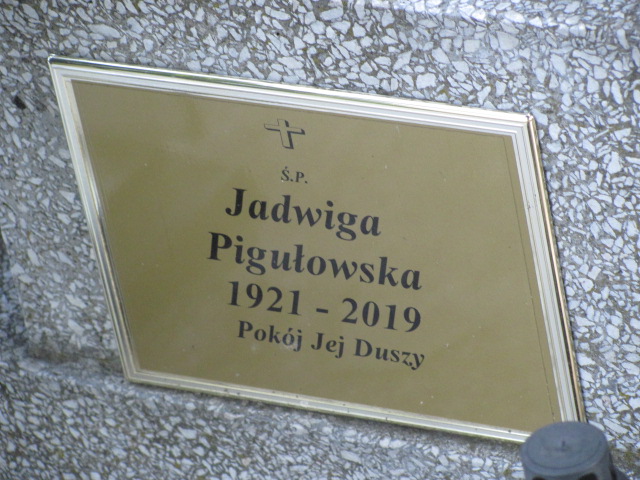 Ś.P.
Jadwiga
Pigułowska
1921 - 2019
Pokój Jej Duszy